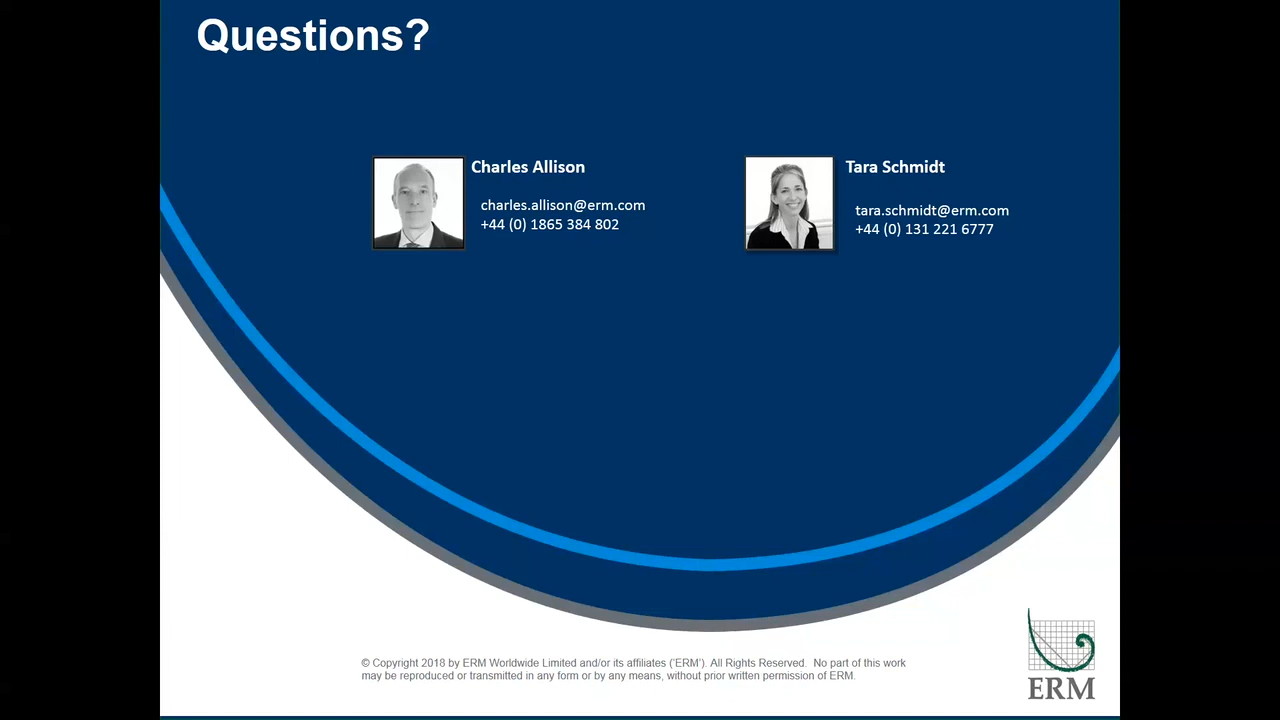 Questions?
Charles Allison
charles.allison@erm.com
+44 (0) 1865 384 802
Tara Schmidt
tara.schmidt@erm.com
+44 (0) 131 221 6777
© Copyright 2018 by ERM Worldwide Limited and/or its affiliates (‘ERM’). All Rights Reserved. No part of this work
may be reproduced or transmitted in any form or by any means, without prior written permission of ERM.
ERM